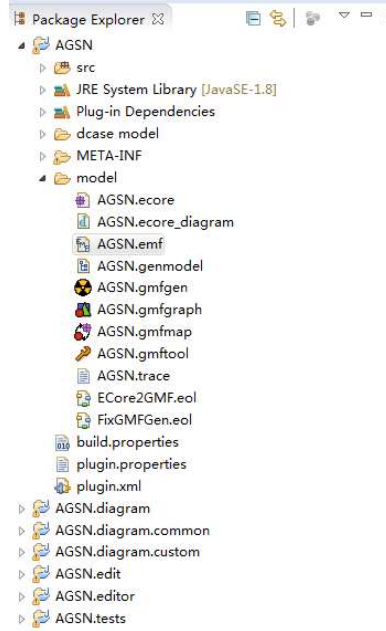 Package Explorer
AGSN
src
JRE System Library [JavaSE-1.8]
Plug-in Dependencies
dcase model
META-INF
model
AGSN.ecore
AGSN.ecore_diagram
AGSN.emf
AGSN.genmodel
AGSN.gmfgen
AGSN.gmfgraph
AGSN.gmfmap
AGSN.gmftool
AGSN.trace
ECore2GMF.eol
FixGMFGen.eol
build.properties
plugin.properties
plugin.xml
AGSN.diagram
AGSN.diagram.common
AGSN.diagram.custom
AGSN.edit
AGSN.editor
AGSN.tests